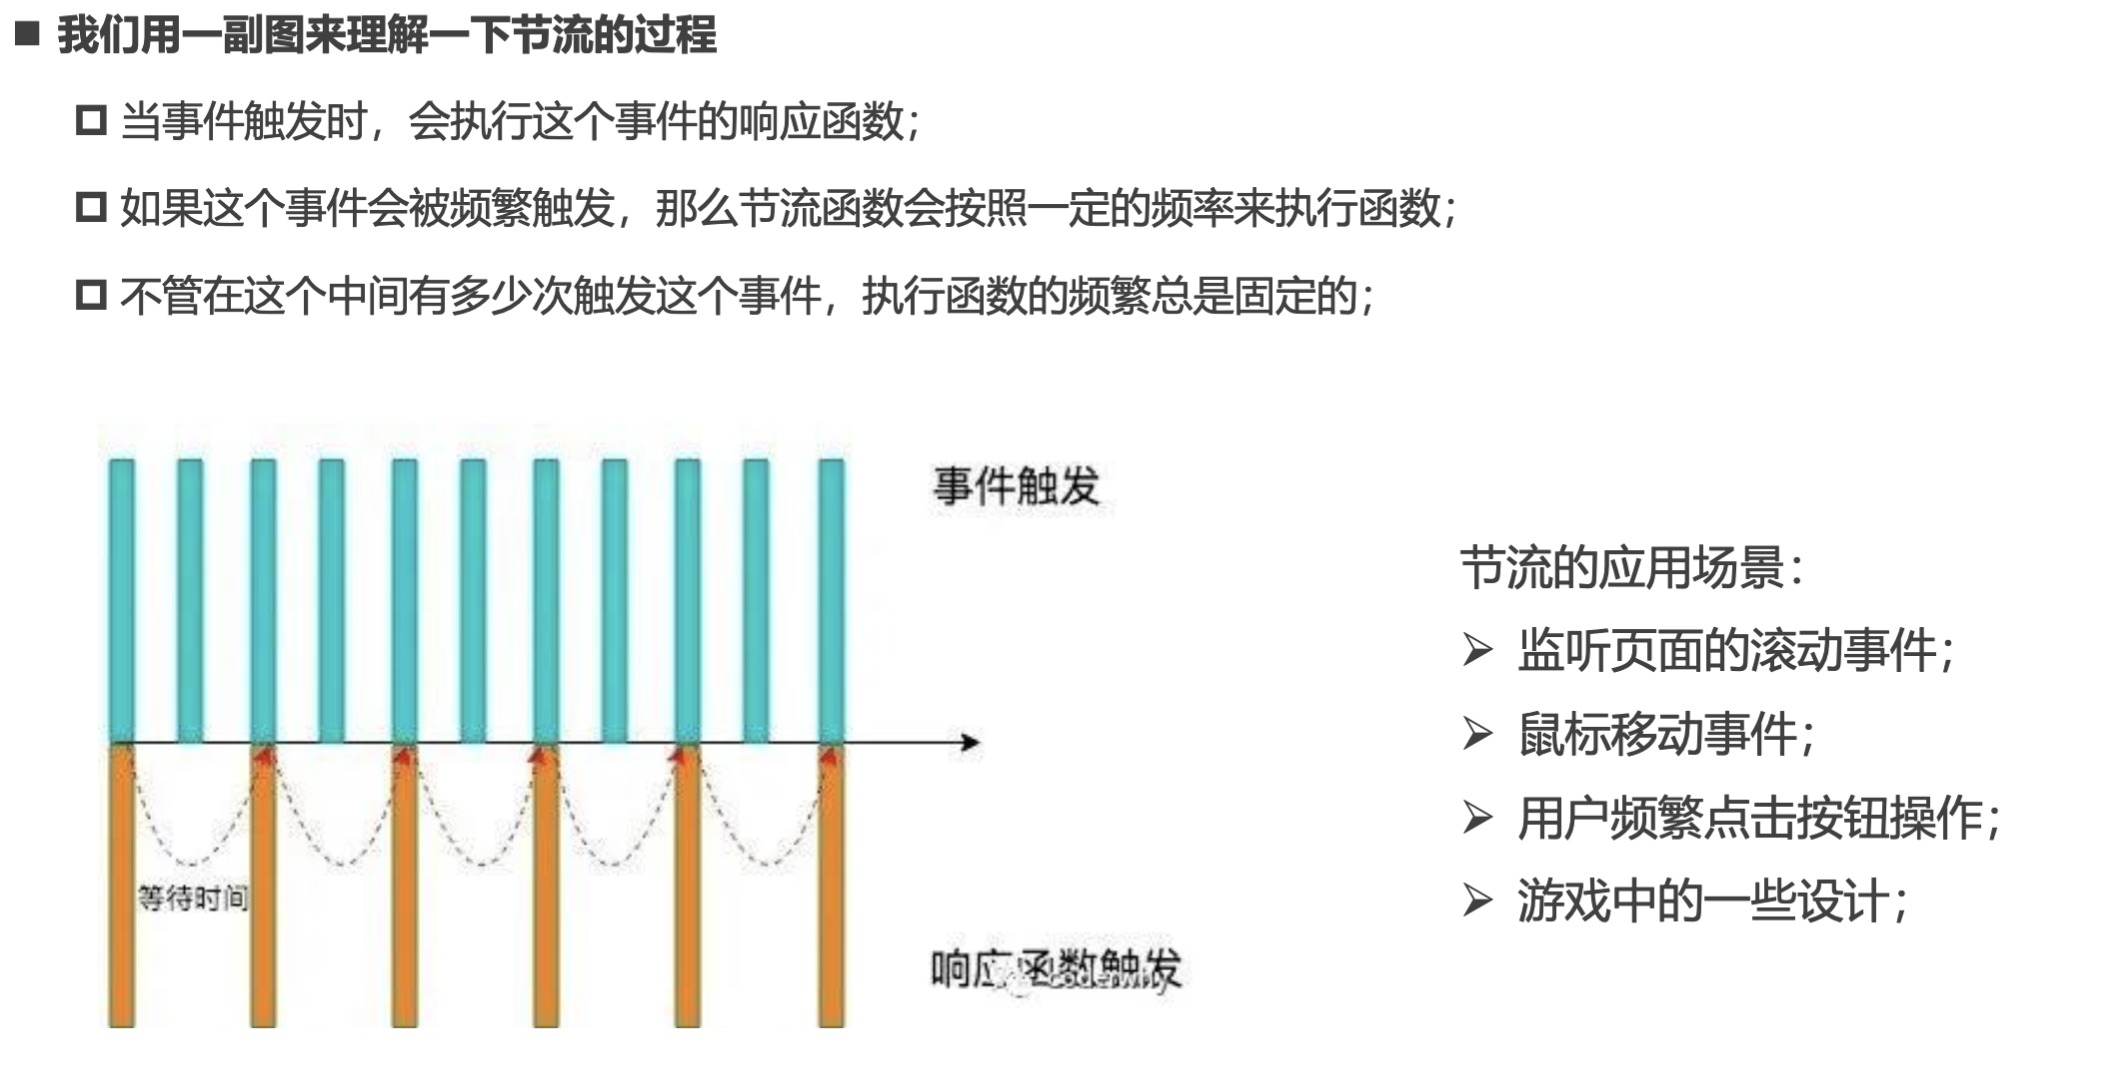 我们用一副图来理解一下节流的过程
当事件触发时，会执行这个事件的响应函数；
如果这个事件会被频繁触发，那么节流函数会按照一定的频率来执行函数；
不管在这个中间有多少次触发这个事件，执行函数的频繁总是固定的；
事件触发
等待时间
响应函数触发
节流的应用场景：
监听页面的滚动事件；
鼠标移动事件；
用户频繁点击按钮操作；
游戏中的一些设计；